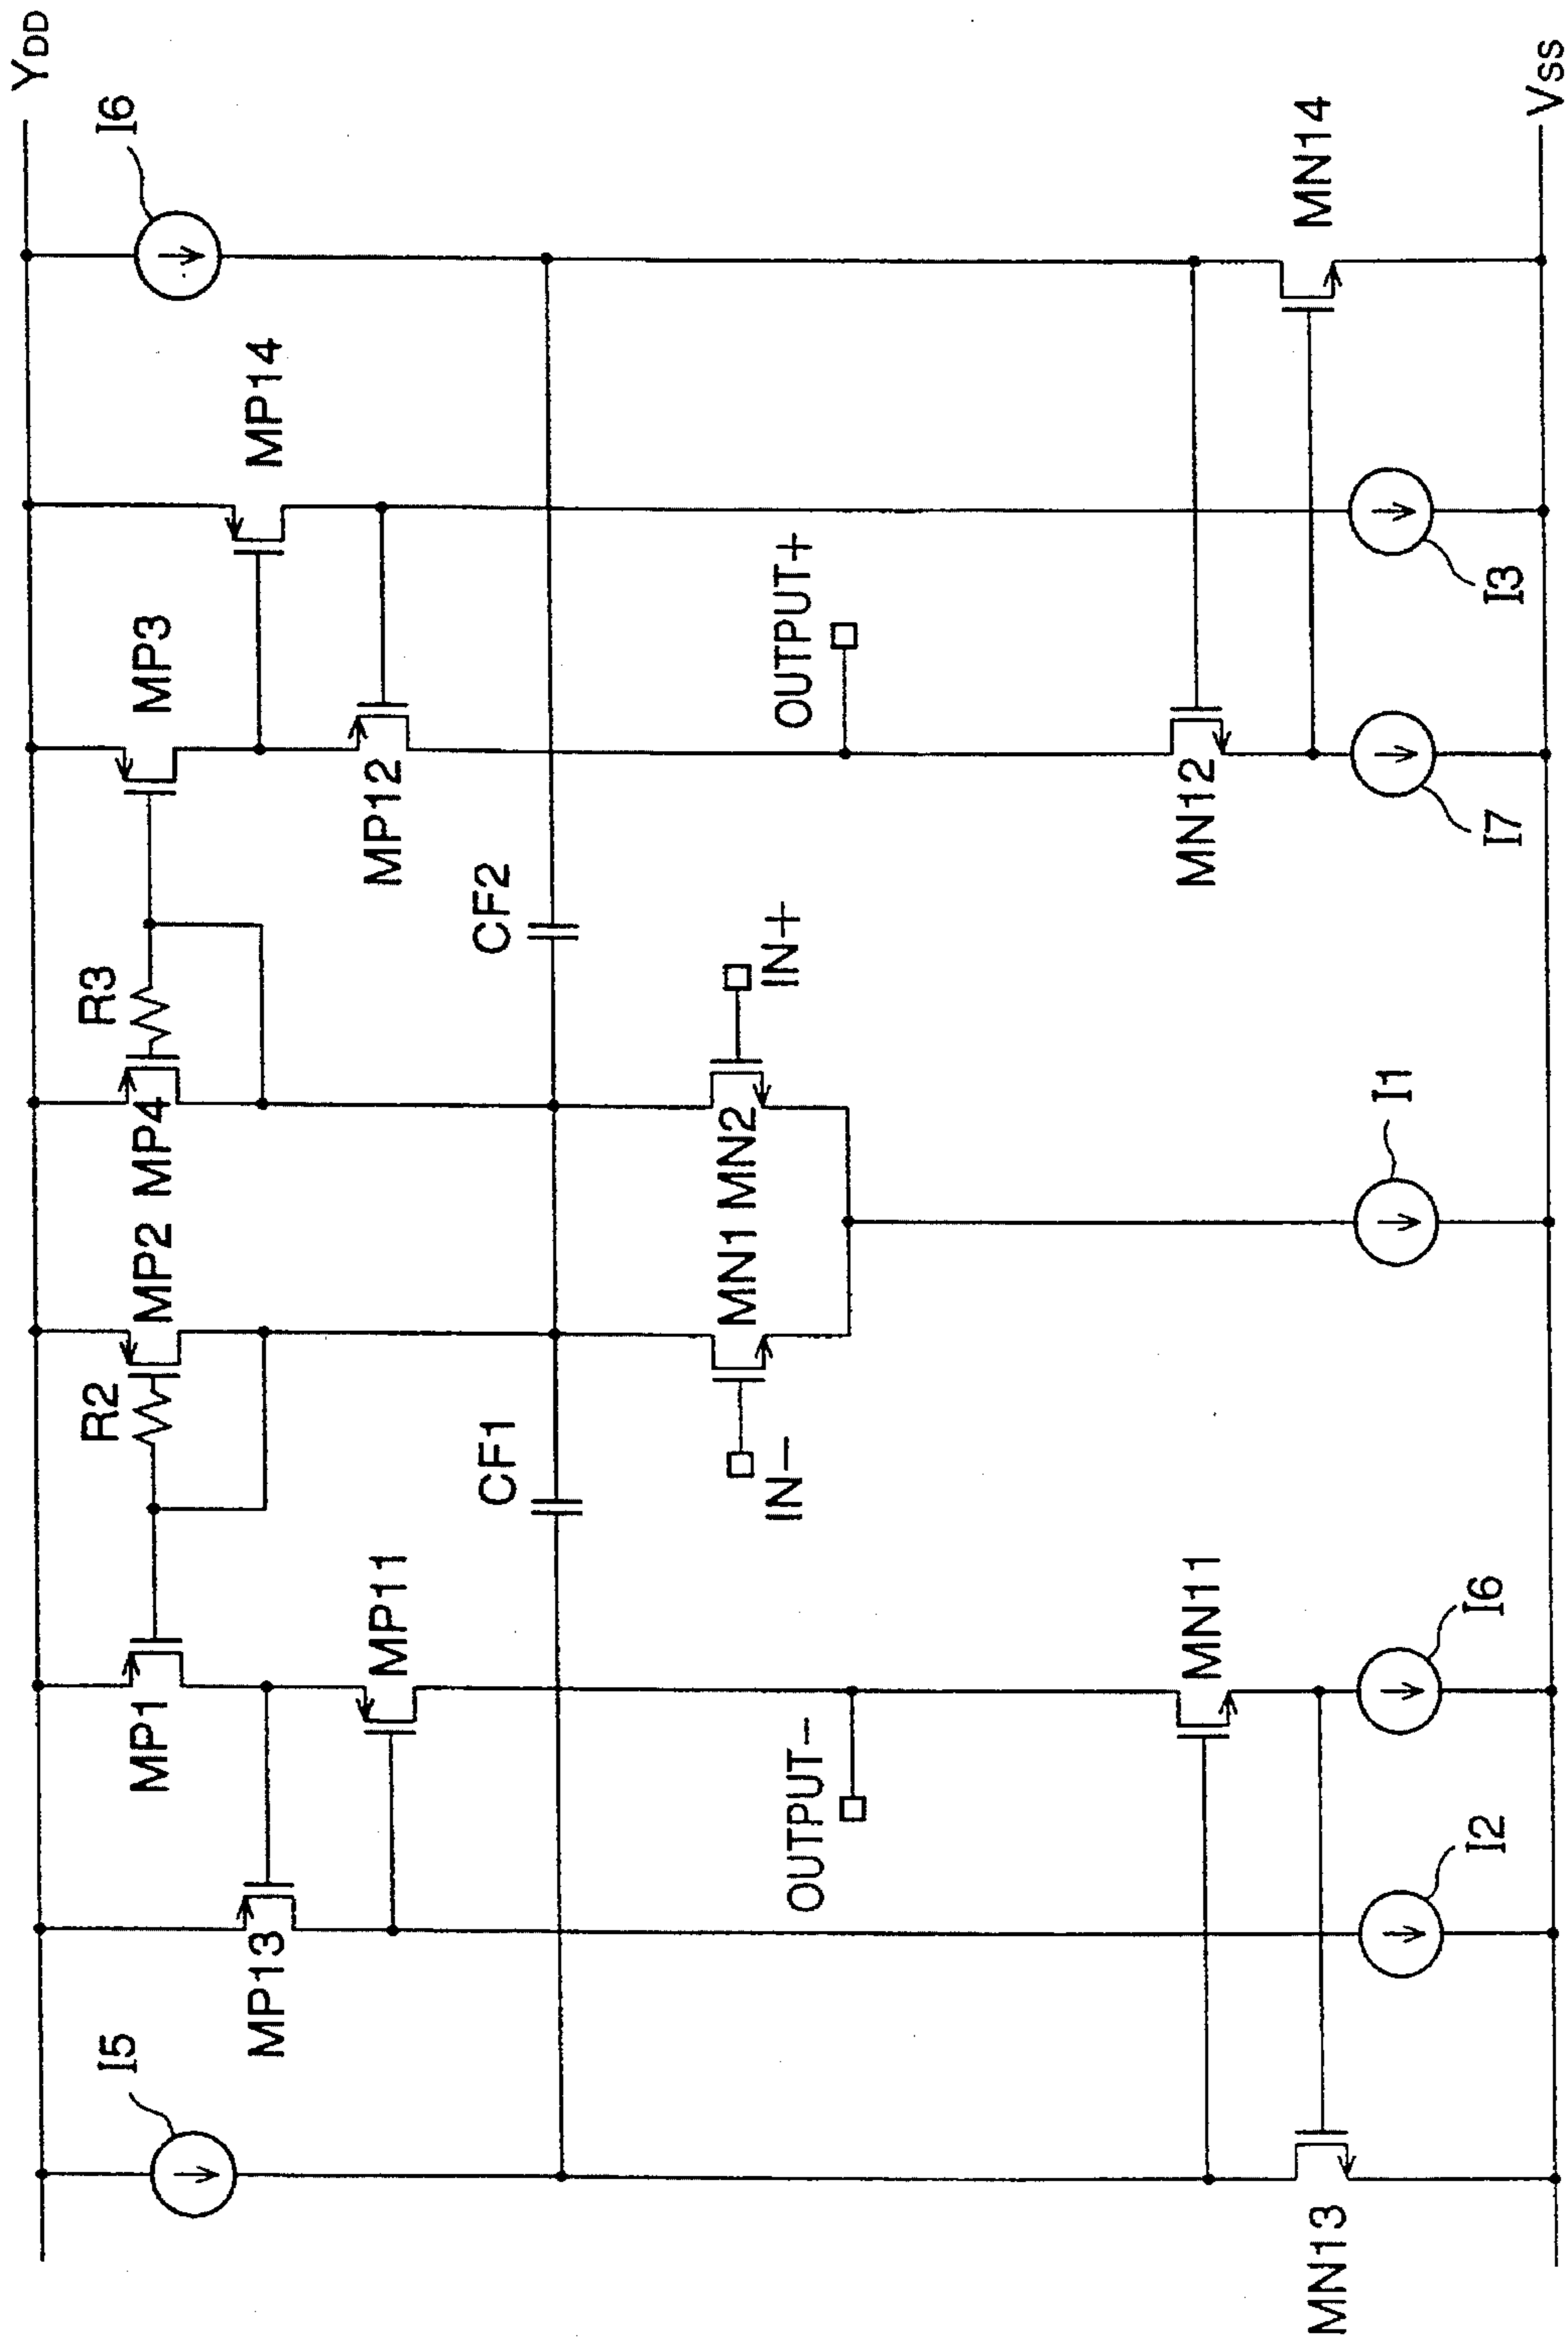 YDD
I6
MP14
MN14
MP3
MP12
OUTPUT+
I3
MN12
I7
CF2
R3
IN+
MP4
MP2
MN1 MN2
I1
R2
CF1
IN−
MP1
MP11
MN11
I6
OUTPUT−
I2
MP13
I5
MN13
VSS